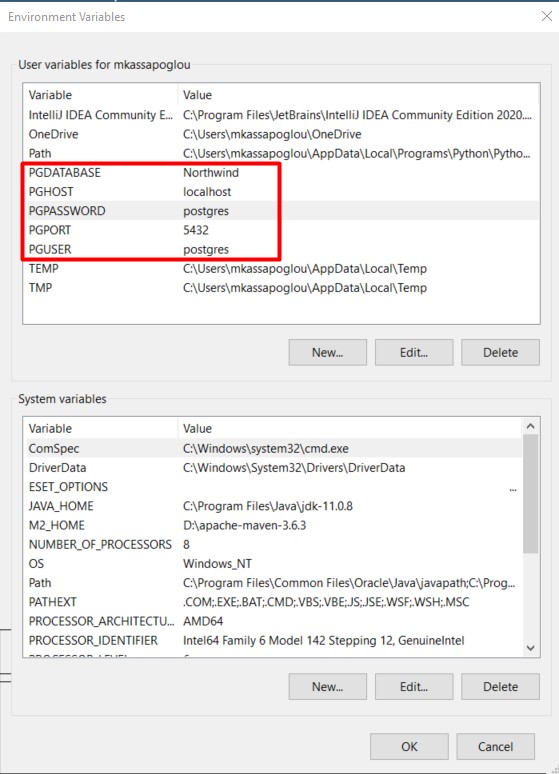 Environment Variables
User variables for mkassapoglou
Variable Value
IntelliJ IDEA Community E... C:\Program Files\JetBrains\IntelliJ IDEA Community Edition 2020....
OneDrive C:\Users\mkassapoglou\OneDrive
Path C:\Users\mkassapoglou\AppData\Local\Programs\Python\Pytho...
PGDATABASE Northwind
PGHOST localhost
PGPASSWORD postgres
PGPORT 5432
PGUSER postgres
TEMP C:\Users\mkassapoglou\AppData\Local\Temp
TMP C:\Users\mkassapoglou\AppData\Local\Temp
New... Edit... Delete
System variables
Variable Value
ComSpec C:\Windows\system32\cmd.exe
DriverData C:\Windows\System32\Drivers\DriverData
ESET_OPTIONS ...
JAVA_HOME C:\Program Files\Java\jdk-11.0.8
M2_HOME D:\apache-maven-3.6.3
NUMBER_OF_PROCESSORS 8
OS Windows_NT
Path C:\Program Files\Common Files\Oracle\Java\javapath;C:\Prog...
PATHEXT .COM;.EXE;.BAT;.CMD;.VBS;.VBE;.JS;.JSE;.WSF;.WSH;.MSC
PROCESSOR_ARCHITECTU... AMD64
PROCESSOR_IDENTIFIER Intel64 Family 6 Model 142 Stepping 12, GenuineIntel
New... Edit... Delete
OK Cancel